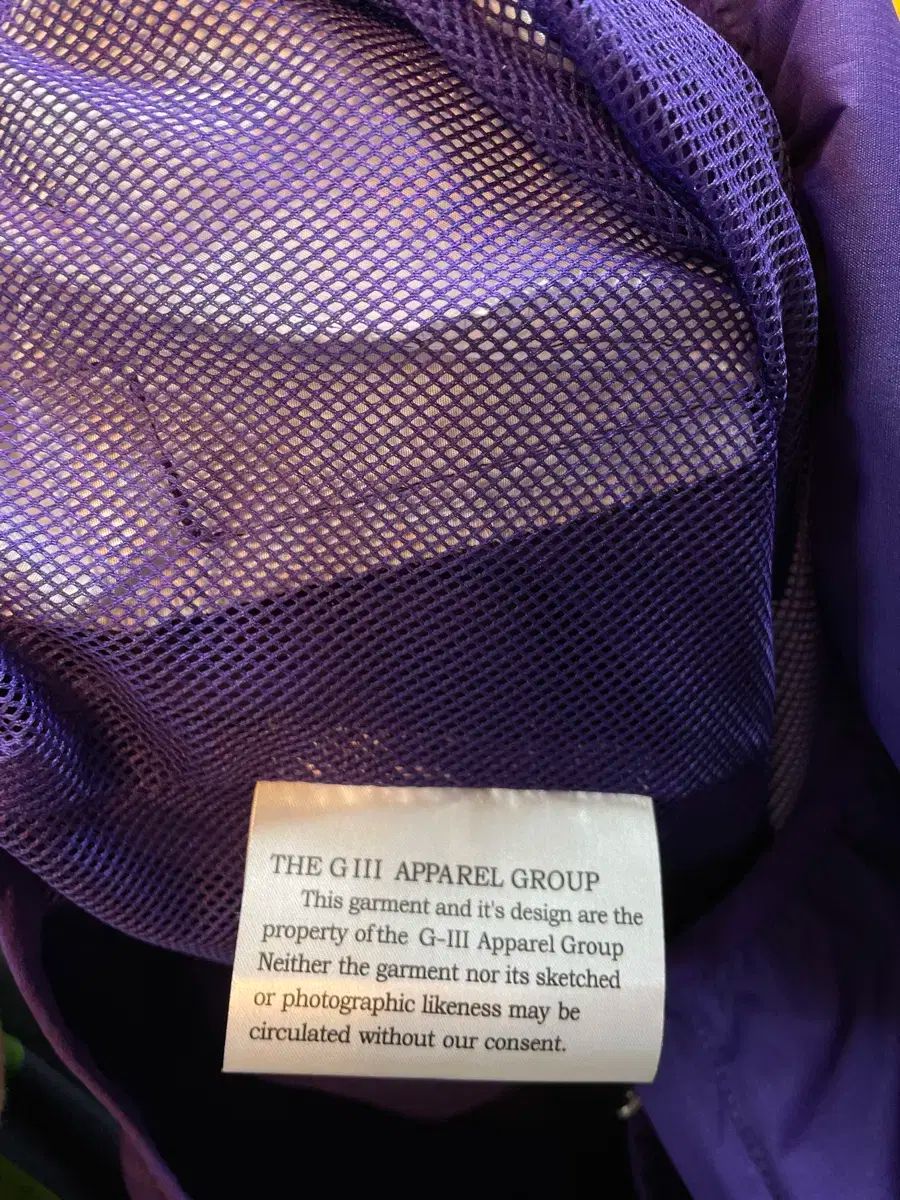 THE G III APPAREL GROUP
This garment and it's design are the
property of the G-III Apparel Group
Neither the garment nor its sketched
or photographic likeness may be
circulated without our consent.